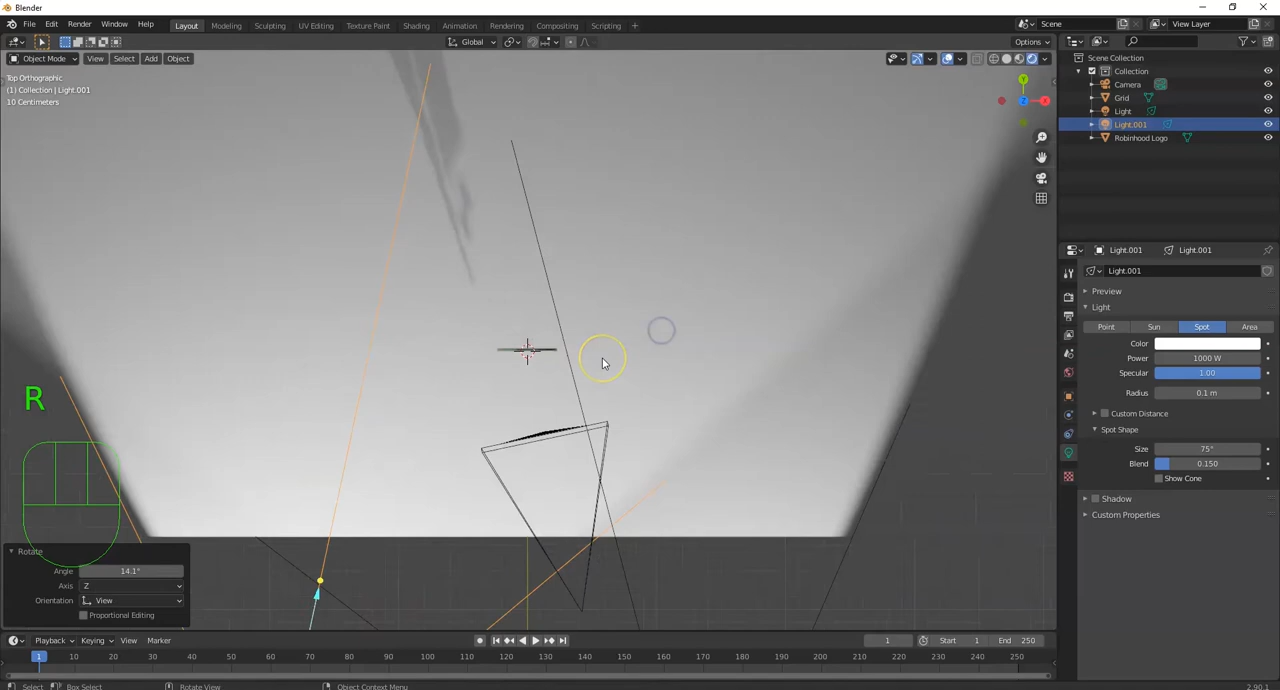 Blender
File Edit Render Window Help Layout Modeling Sculpting UV Editing Texture Paint Shading Animation Rendering Compositing Scripting + Scene View Layer
Global Options
Object Mode View Select Add Object
Top Orthographic
(1) Collection | Light.001
10 Centimeters
Scene Collection
Collection
Camera
Grid
Light
Light.001
Robinhood Logo
X
Light.001 Light.001
Light.001
Preview
Light
Point Sun Spot Area
Color
Power 1000 W
Specular 1.00
Radius 0.1 m
Custom Distance
Spot Shape
Size 75°
Blend 0.150
Show Cone
Shadow
Custom Properties
R
Rotate
Angle 14.1°
Axis Z
Orientation View
Proportional Editing
Playback Keying View Marker 1 Start 1 End 250
1 10 20 30 40 50 60 70 80 90 100 110 120 130 140 150 160 170 180 190 200 210 220 230 240 250
Select Box Select Rotate View Object Context Menu 2.90.1